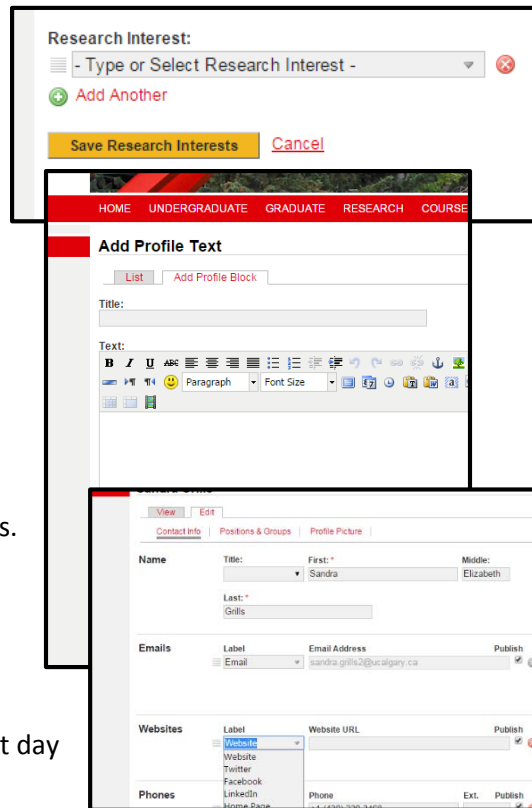 Research Interest:
- Type or Select Research Interest -
Add Another
Save Research Interests Cancel
HOME UNDERGRADUATE GRADUATE RESEARCH COURSE
Add Profile Text
List Add Profile Block
Title:
Text:
B I U ABC
Paragraph Font Size
s.
t day
View Edit
Contact Info | Positions & Groups | Profile Picture |
Name Title: First: * Middle:
Sandra Elizabeth
Last: *
Grills
Emails Label Email Address Publish
Email sandra.grills2@ucalgary.ca
Websites Label Website URL Publish
Website
Website
Twitter
Facebook
LinkedIn
Phones Phone Ext. Publish
Home Page